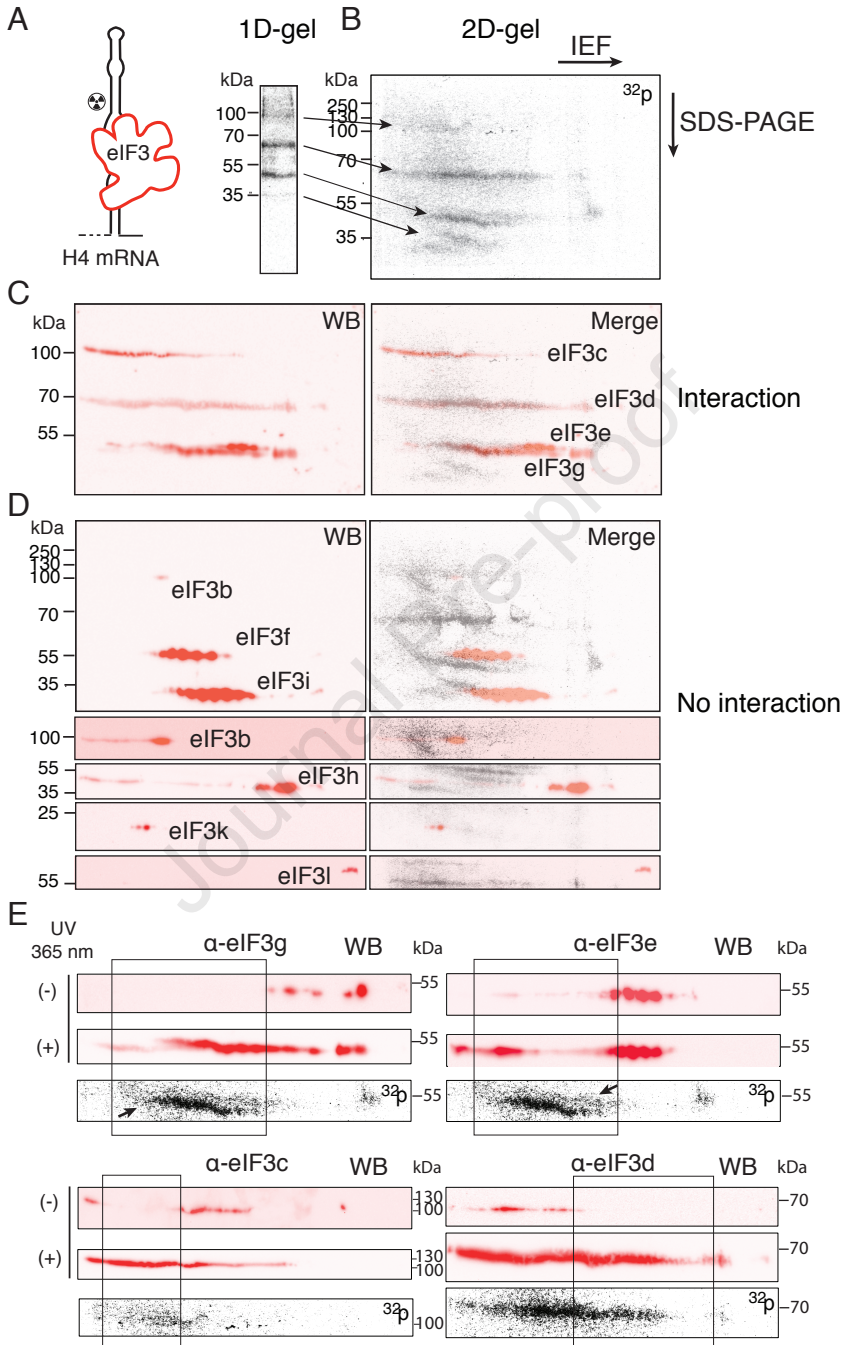 A
1D-gel
B
2D-gel
IEF
kDa
100
70
55
35
eIF3
H4 mRNA
kDa
250
130
100
70
55
35
32p
SDS-PAGE
C
kDa
100
70
55
WB
Merge
eIF3c
eIF3d
eIF3e
eIF3g
Interaction
D
kDa
250
130
100
70
55
35
WB
eIF3b
eIF3f
eIF3i
Merge
No interaction
100
eIF3b
55
35
eIF3h
25
eIF3k
55
eIF3l
Journal Pre-proof
E
UV
365 nm
α-eIF3g WB kDa
(-)
55
(+)
55
32p
55
α-eIF3e WB kDa
55
55
32p
55
α-eIF3c WB kDa
(-)
130
100
(+)
130
100
32p
100
α-eIF3d WB kDa
70
70
32p
70